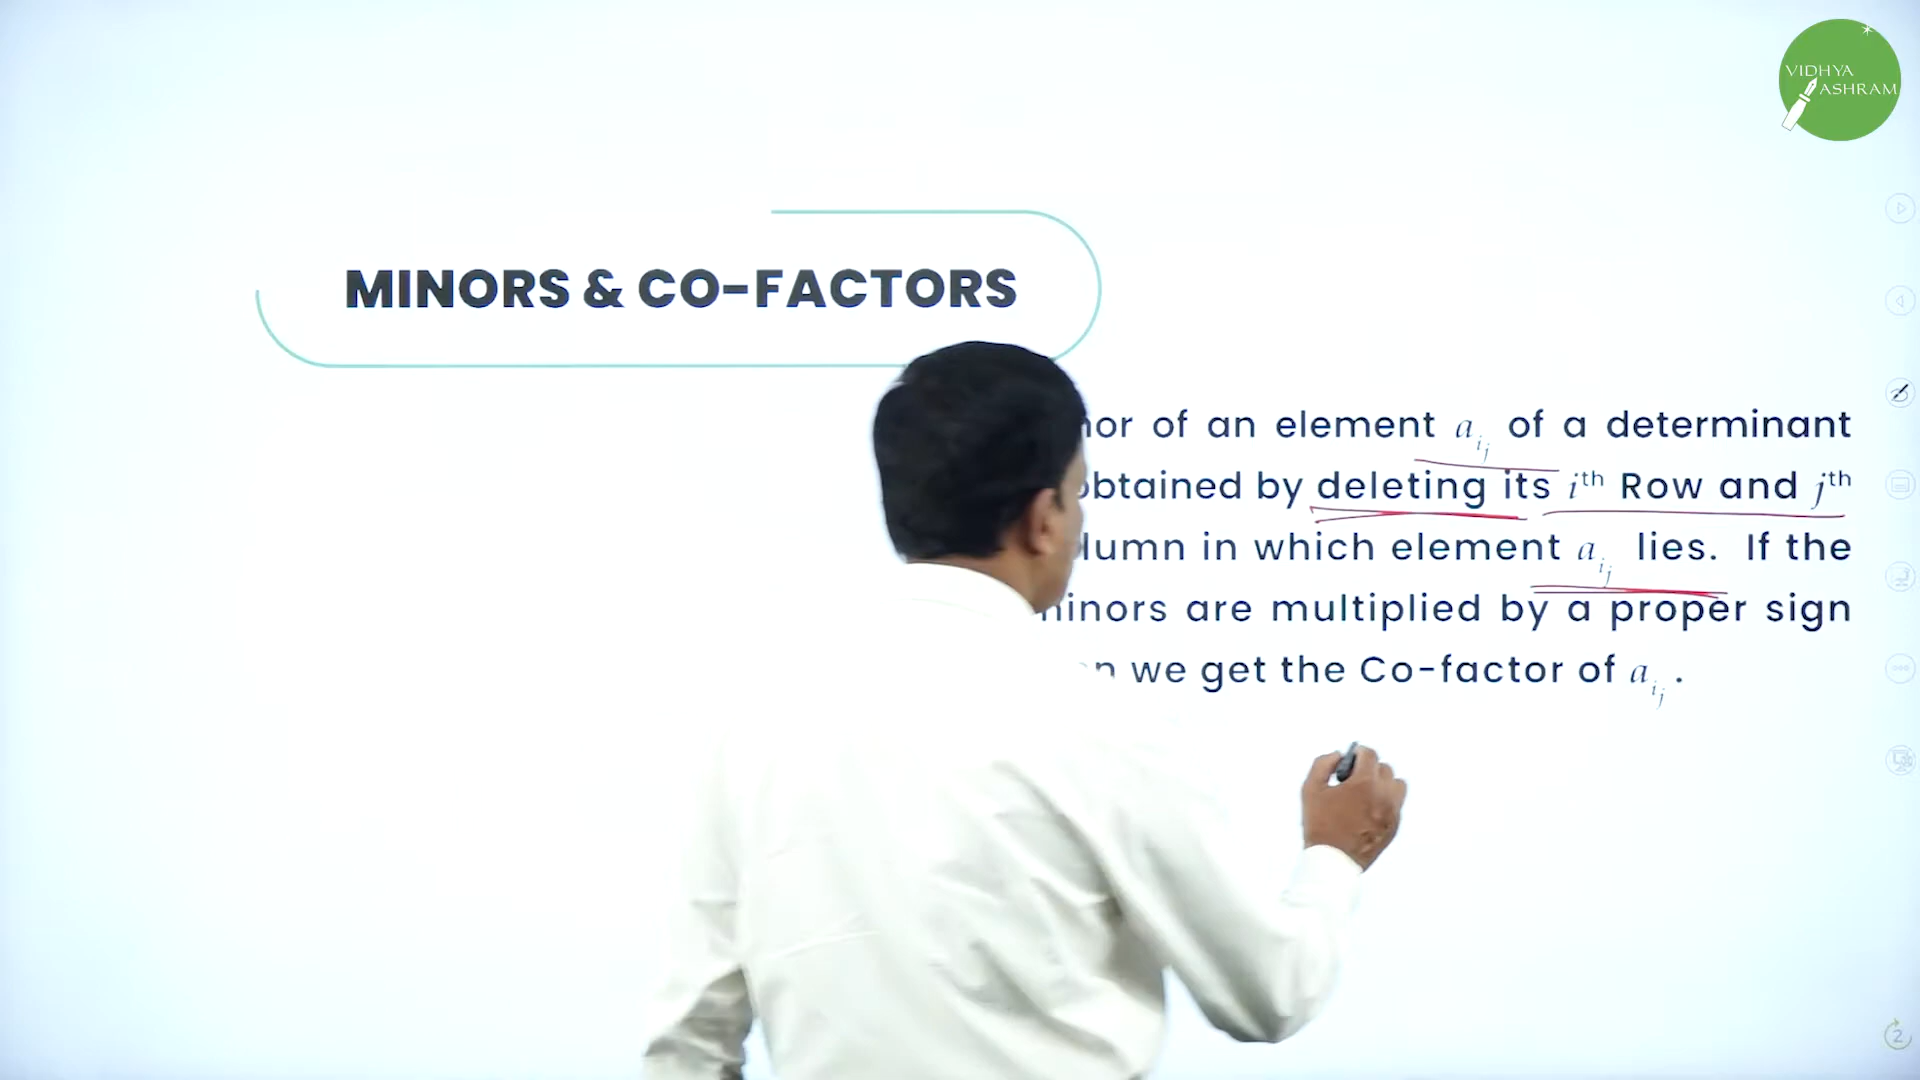 VIDHYA
ASHRAM
MINORS & CO-FACTORS
of an element a_ij of a determinant
obtained by deleting its i^th Row and j^th
in which element a_ij lies. If the
minors are multiplied by a proper sign
we get the Co-factor of a_ij.
2